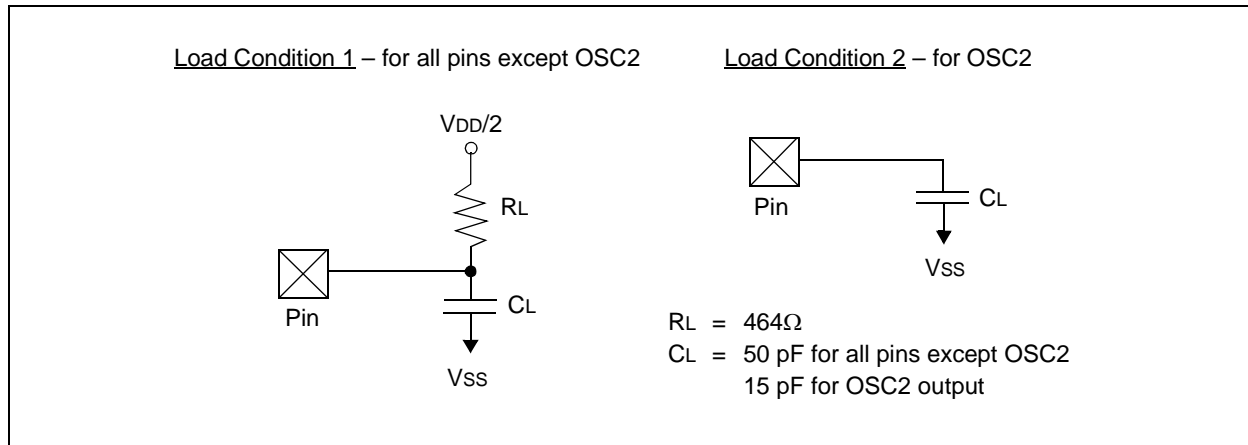 Load Condition 1 – for all pins except OSC2
VDD/2
RL
Pin
CL
VSS
Load Condition 2 – for OSC2
Pin
CL
VSS
RL = 464Ω
CL = 50 pF for all pins except OSC2
15 pF for OSC2 output